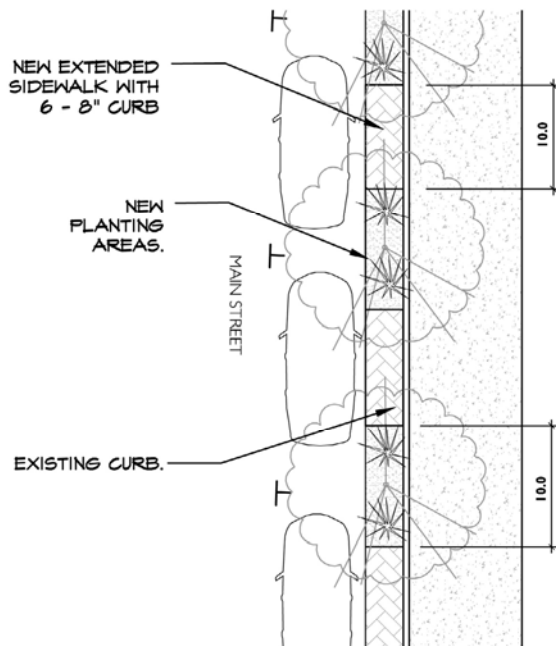 NEW EXTENDED
SIDEWALK WITH
6 - 8" CURB
10.0
NEW
PLANTING
AREAS.
MAIN STREET
EXISTING CURB.
10.0